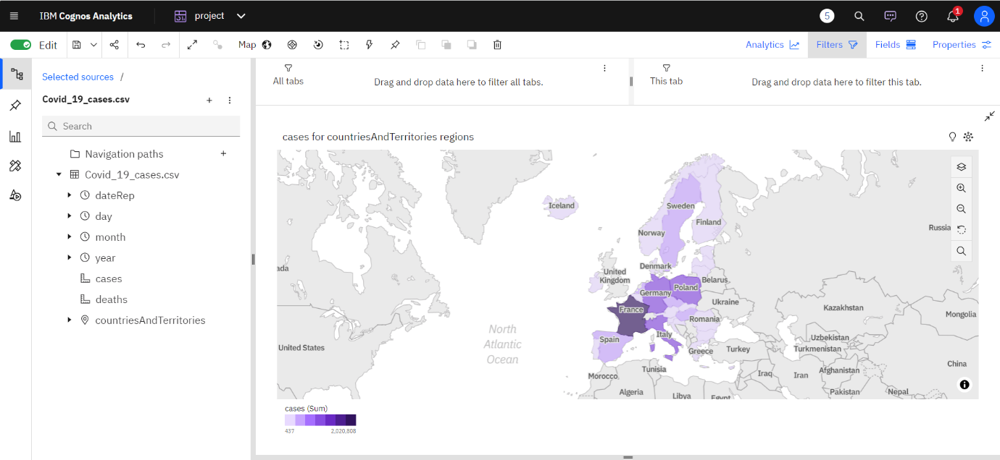 IBM Cognos Analytics
project
5
1
Edit
Map
Analytics
Filters
Fields
Properties
Selected sources /
Covid_19_cases.csv
Search
Navigation paths
Covid_19_cases.csv
dateRep
day
month
year
cases
deaths
countriesAndTerritories
All tabs
Drag and drop data here to filter all tabs.
This tab
Drag and drop data here to filter this tab.
cases for countriesAndTerritories regions
Iceland
Sweden
Finland
Norway
Russia
Denmark
ada
United
Kingdom
Belarus
Germany
Poland
Ukraine
France
Kazakhstan
Mongolia
Romania
North
Atlantic
Ocean
Italy
Spain
Uzbekistan
United States
Greece
Turkey
Turkmenistan
China
Tunisia
Afghanistan
Morocco
Iraq
Iran
Algeria
Pakistan
Nepal
Libya
Egypt
cases (Sum)
437
2,020,808